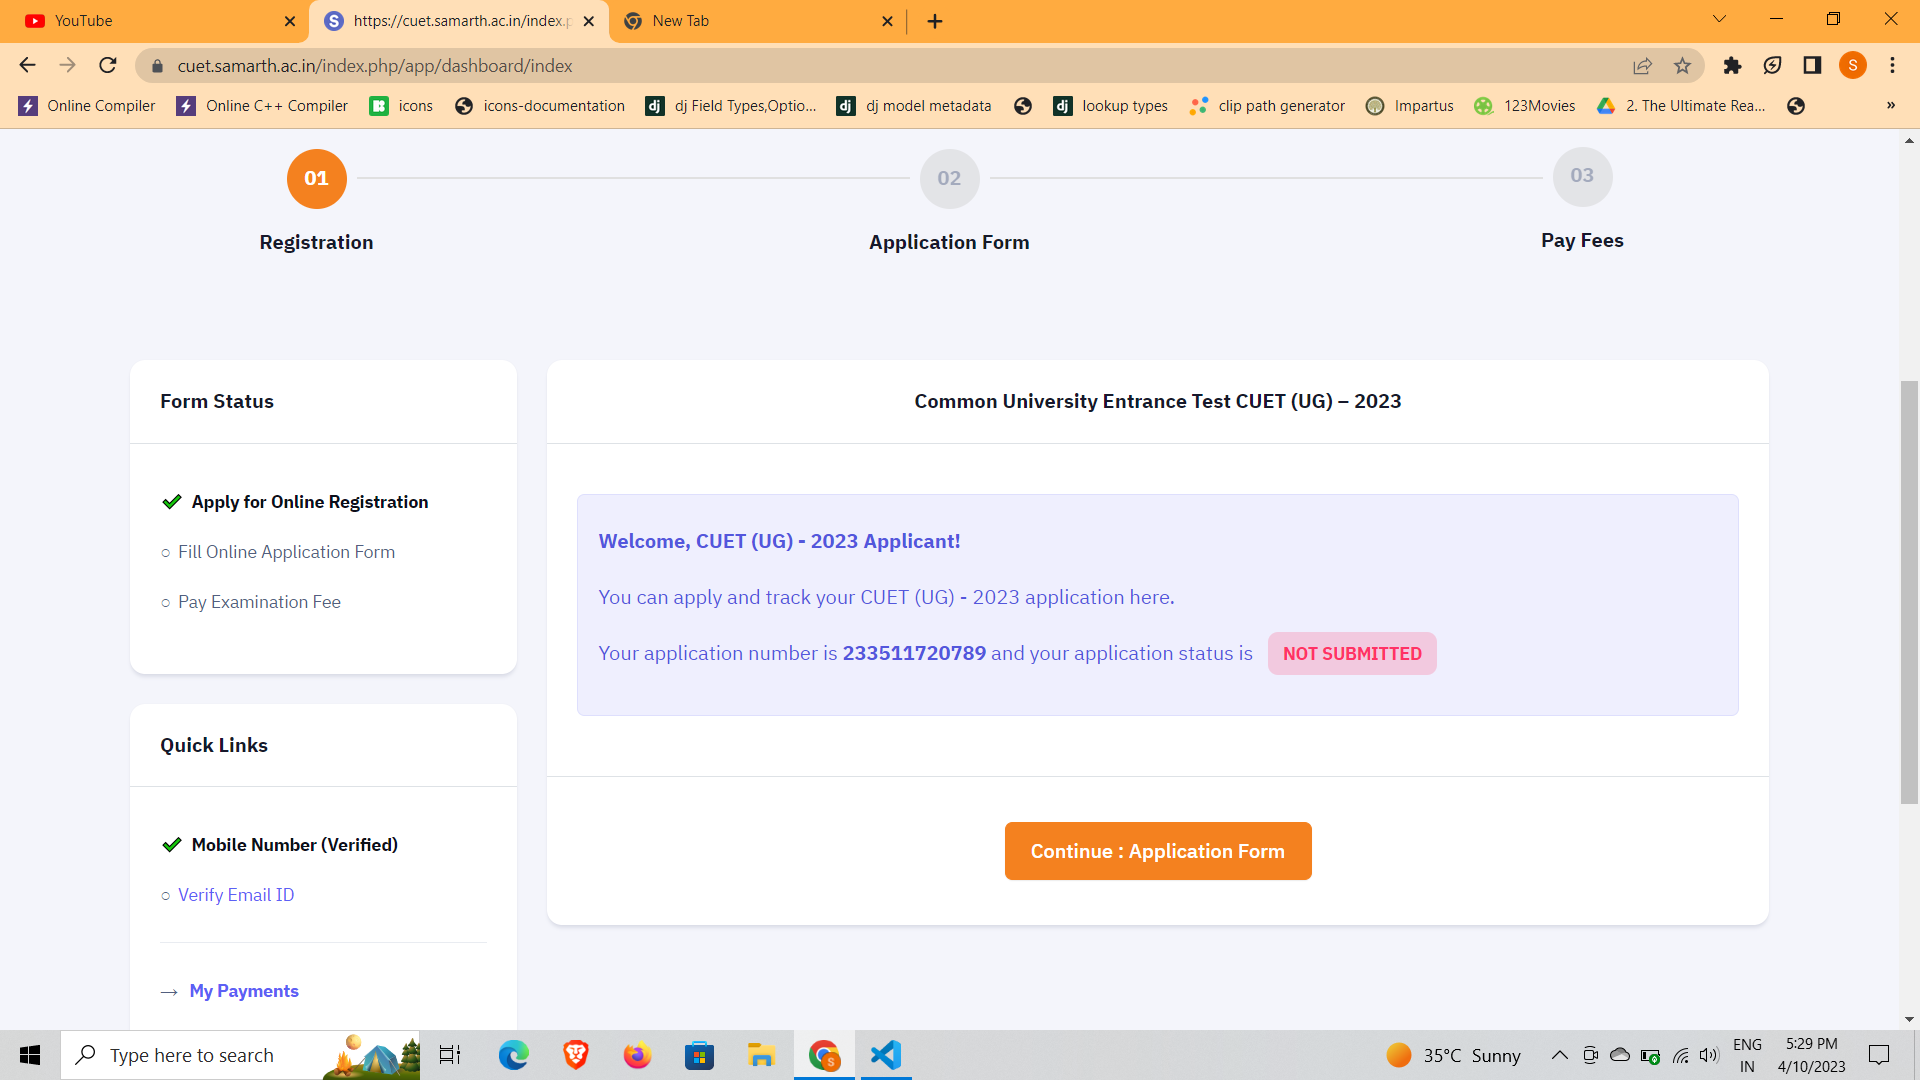 YouTube
https://cuet.samarth.ac.in/index.p
New Tab
cuet.samarth.ac.in/index.php/app/dashboard/index
S
Online Compiler
Online C++ Compiler
icons
icons-documentation
dj Field Types,Optio...
dj model metadata
lookup types
clip path generator
Impartus
123Movies
2. The Ultimate Rea...
»
01
02
03
Registration
Application Form
Pay Fees
Form Status
Apply for Online Registration
Fill Online Application Form
Pay Examination Fee
Quick Links
Mobile Number (Verified)
Verify Email ID
My Payments
Common University Entrance Test CUET (UG) – 2023
Welcome, CUET (UG) - 2023 Applicant!
You can apply and track your CUET (UG) - 2023 application here.
Your application number is 233511720789 and your application status is NOT SUBMITTED
Continue : Application Form
Type here to search
35°C Sunny
ENG
IN
5:29 PM
4/10/2023